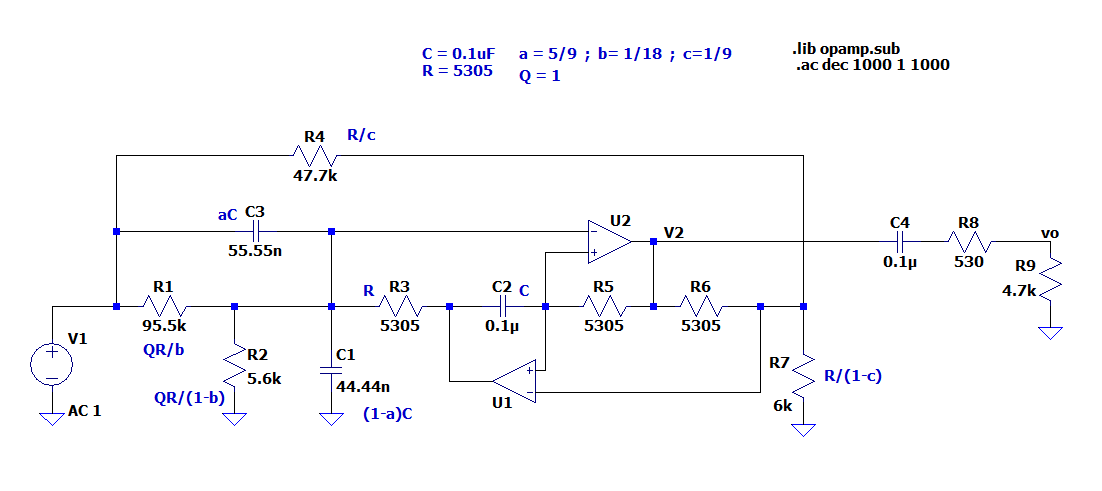 C = 0.1uF a = 5/9 ; b= 1/18 ; c=1/9
R = 5305 Q = 1
.lib opamp.sub
.ac dec 1000 1 1000
R4 R/c
47.7k
aC C3
55.55n
U2
V2
C4
0.1µ
R8
530
vo
R9
4.7k
R1
95.5k
QR/b
R R3
5305
C2 C
0.1µ
R5
5305
R6
5305
V1
AC 1
R2
5.6k
QR/(1-b)
C1
44.44n
(1-a)C
U1
R7
R/(1-c)
6k